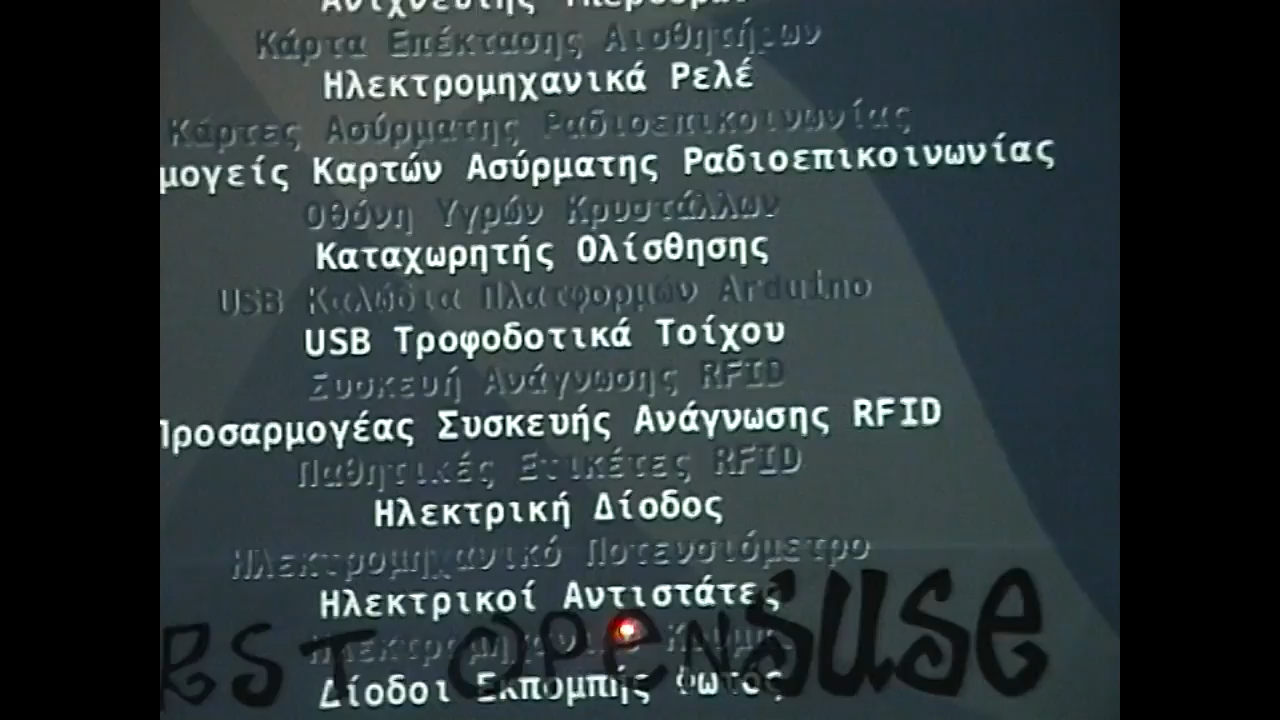 Ανιχνευτής
Κάρτα Επέκτασης Αισθητήρων
Ηλεκτρομηχανικά Ρελέ
Κάρτες Ασύρματης Ραδιοεπικοινωνίας
μογείς Καρτών Ασύρματης Ραδιοεπικοινωνίας
Οθόνη Υγρών Κρυστάλλων
Καταχωρητής Ολίσθησης
USB Καλώδια Πλατφορμών Arduino
USB Τροφοδοτικά Τοίχου
Συσκευή Ανάγνωσης RFID
Προσαρμογέας Συσκευής Ανάγνωσης RFID
Παθητικές Ετικέτες RFID
Ηλεκτρική Δίοδος
Ηλεκτρομηχανικό Ποτενσιόμετρο
Ηλεκτρικοί Αντιστάτες
RST openSUSE
Δίοδοι Εκπομπής Φωτός